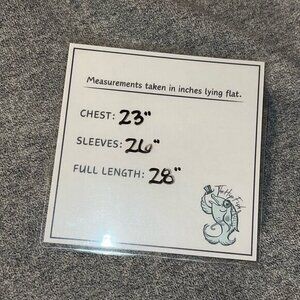 Measurements taken in inches lying flat.
CHEST: 23"
SLEEVES: 26"
FULL LENGTH: 28"